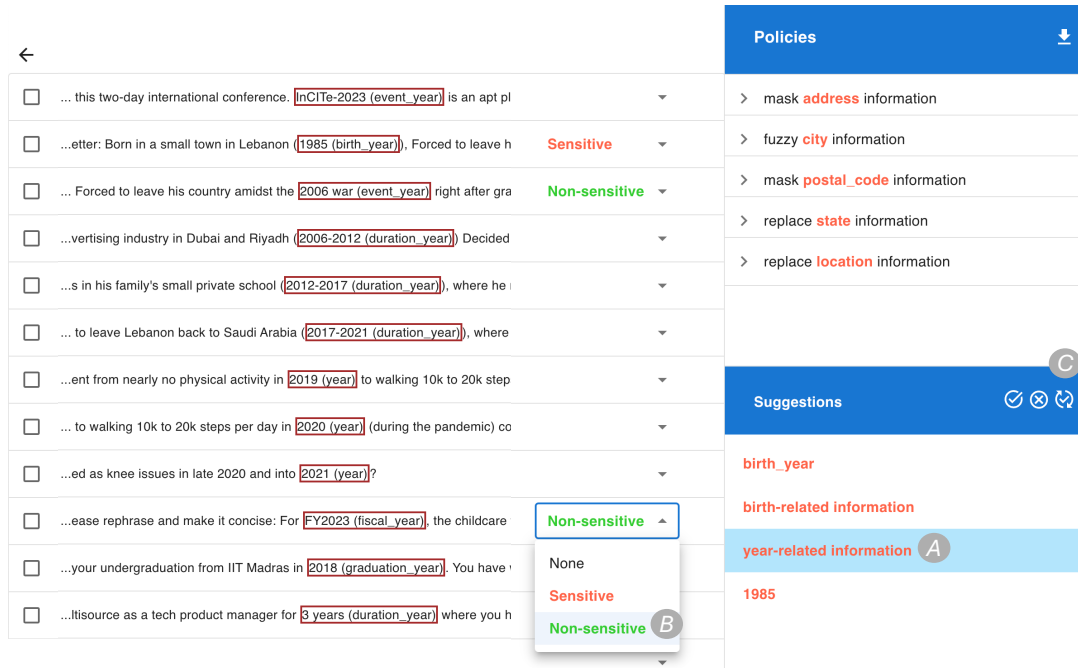 ... this two-day international conference. InCITe-2023 (event_year) is an apt pl
...etter: Born in a small town in Lebanon (1985 (birth_year)), Forced to leave h Sensitive
... Forced to leave his country amidst the 2006 war (event_year) right after gra Non-sensitive
...vertising industry in Dubai and Riyadh (2006-2012 (duration_year)) Decided
...s in his family's small private school (2012-2017 (duration_year)), where he
... to leave Lebanon back to Saudi Arabia (2017-2021 (duration_year)), where
...ent from nearly no physical activity in 2019 (year) to walking 10k to 20k step
... to walking 10k to 20k steps per day in 2020 (year) (during the pandemic) co
...ed as knee issues in late 2020 and into 2021 (year)?
...ease rephrase and make it concise: For FY2023 (fiscal_year), the childcare Non-sensitive
...your undergraduation from IIT Madras in 2018 (graduation_year). You have
...ltisource as a tech product manager for 3 years (duration_year) where you h
None
Sensitive
Non-sensitive B
Policies
mask address information
fuzzy city information
mask postal_code information
replace state information
replace location information
C
Suggestions
birth_year
birth-related information
year-related information A
1985